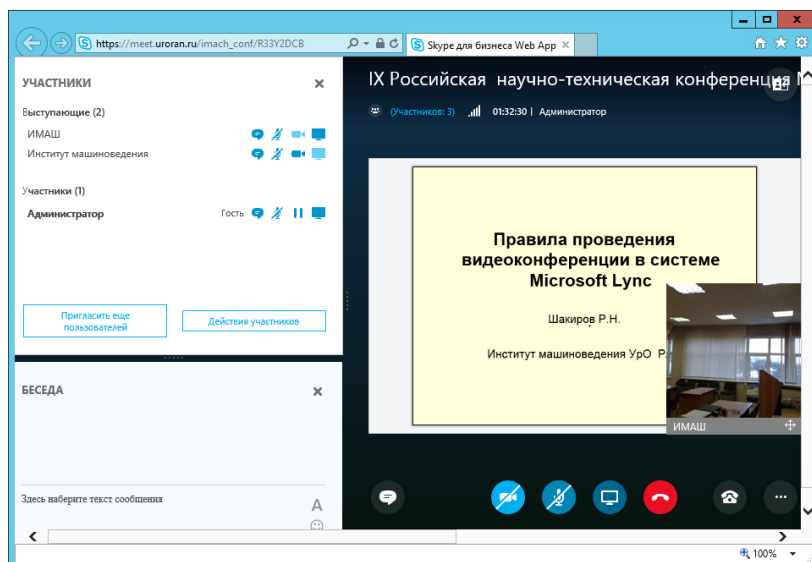 https://meet.uroran.ru/imach_conf/R33Y2DCB
Skype для бизнеса Web App
УЧАСТНИКИ
Выступающие (2)
ИМАШ
Институт машиноведения
Участники (1)
Администратор
Гость
Пригласить еще
пользователей
Действия участников
БЕСЕДА
Здесь наберите текст сообщения
A
IX Российская научно-техническая конференция
(Участников: 3)
01:32:30 | Администратор
Правила проведения
видеоконференции в системе
Microsoft Lync
Шакиров Р.Н.
Институт машиноведения УрО
ИМАШ
100%